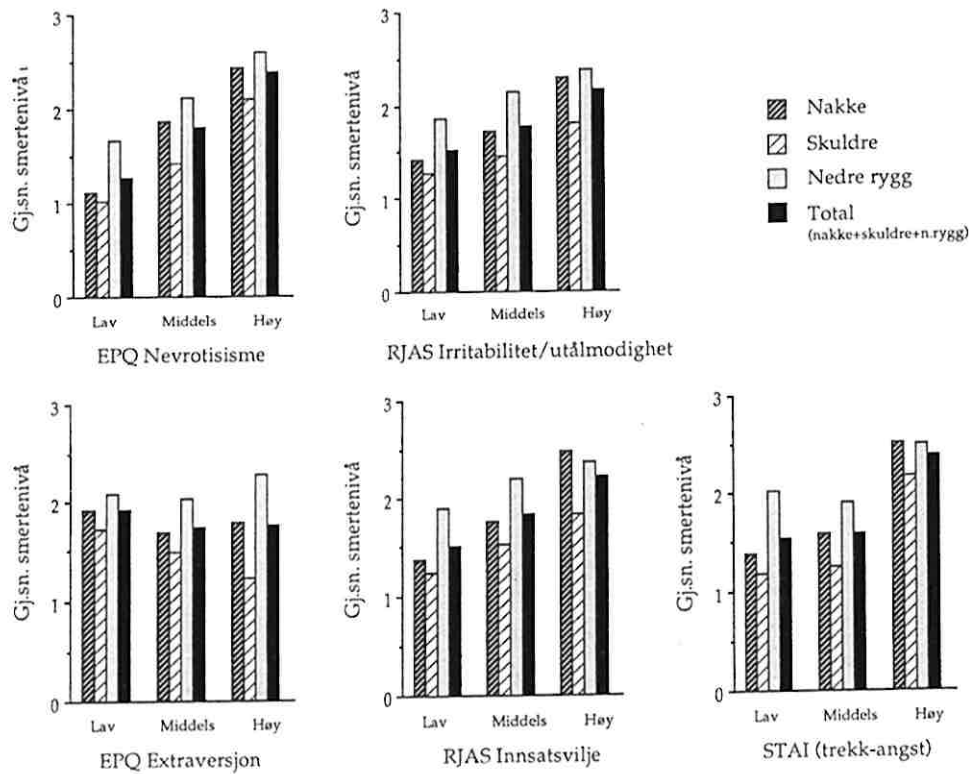 3
2
1
0
Gj.sn. smertenivå
Lav Middels Høy
EPQ Nevrotisisme
3
2
1
0
Gj.sn. smertenivå
Lav Middels Høy
RJAS Irritabilitet/utålmodighet
Nakke
Skuldre
Nedre rygg
Total
(nakke+skuldre+n.rygg)
3
2
1
0
Gj.sn. smertenivå
Lav Middels Høy
EPQ Extraversjon
3
2
1
0
Gj.sn. smertenivå
Lav Middels Høy
RJAS Innsatsvilje
3
2
1
0
Gj.sn. smertenivå
Lav Middels Høy
STAI (trekk-angst)